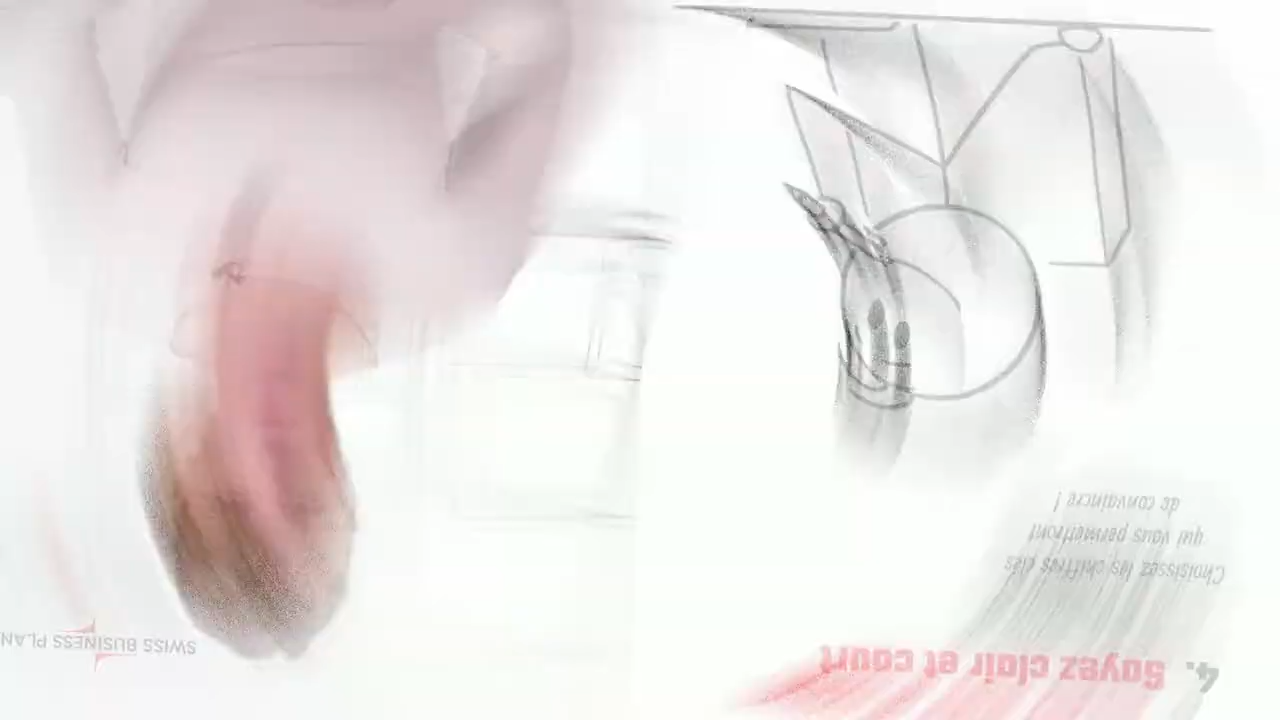 4. Soyez clair et court
Choisissez les chiffres clés
qui vous permettront
de convaincre !
SWISS BUSINESS PLAN